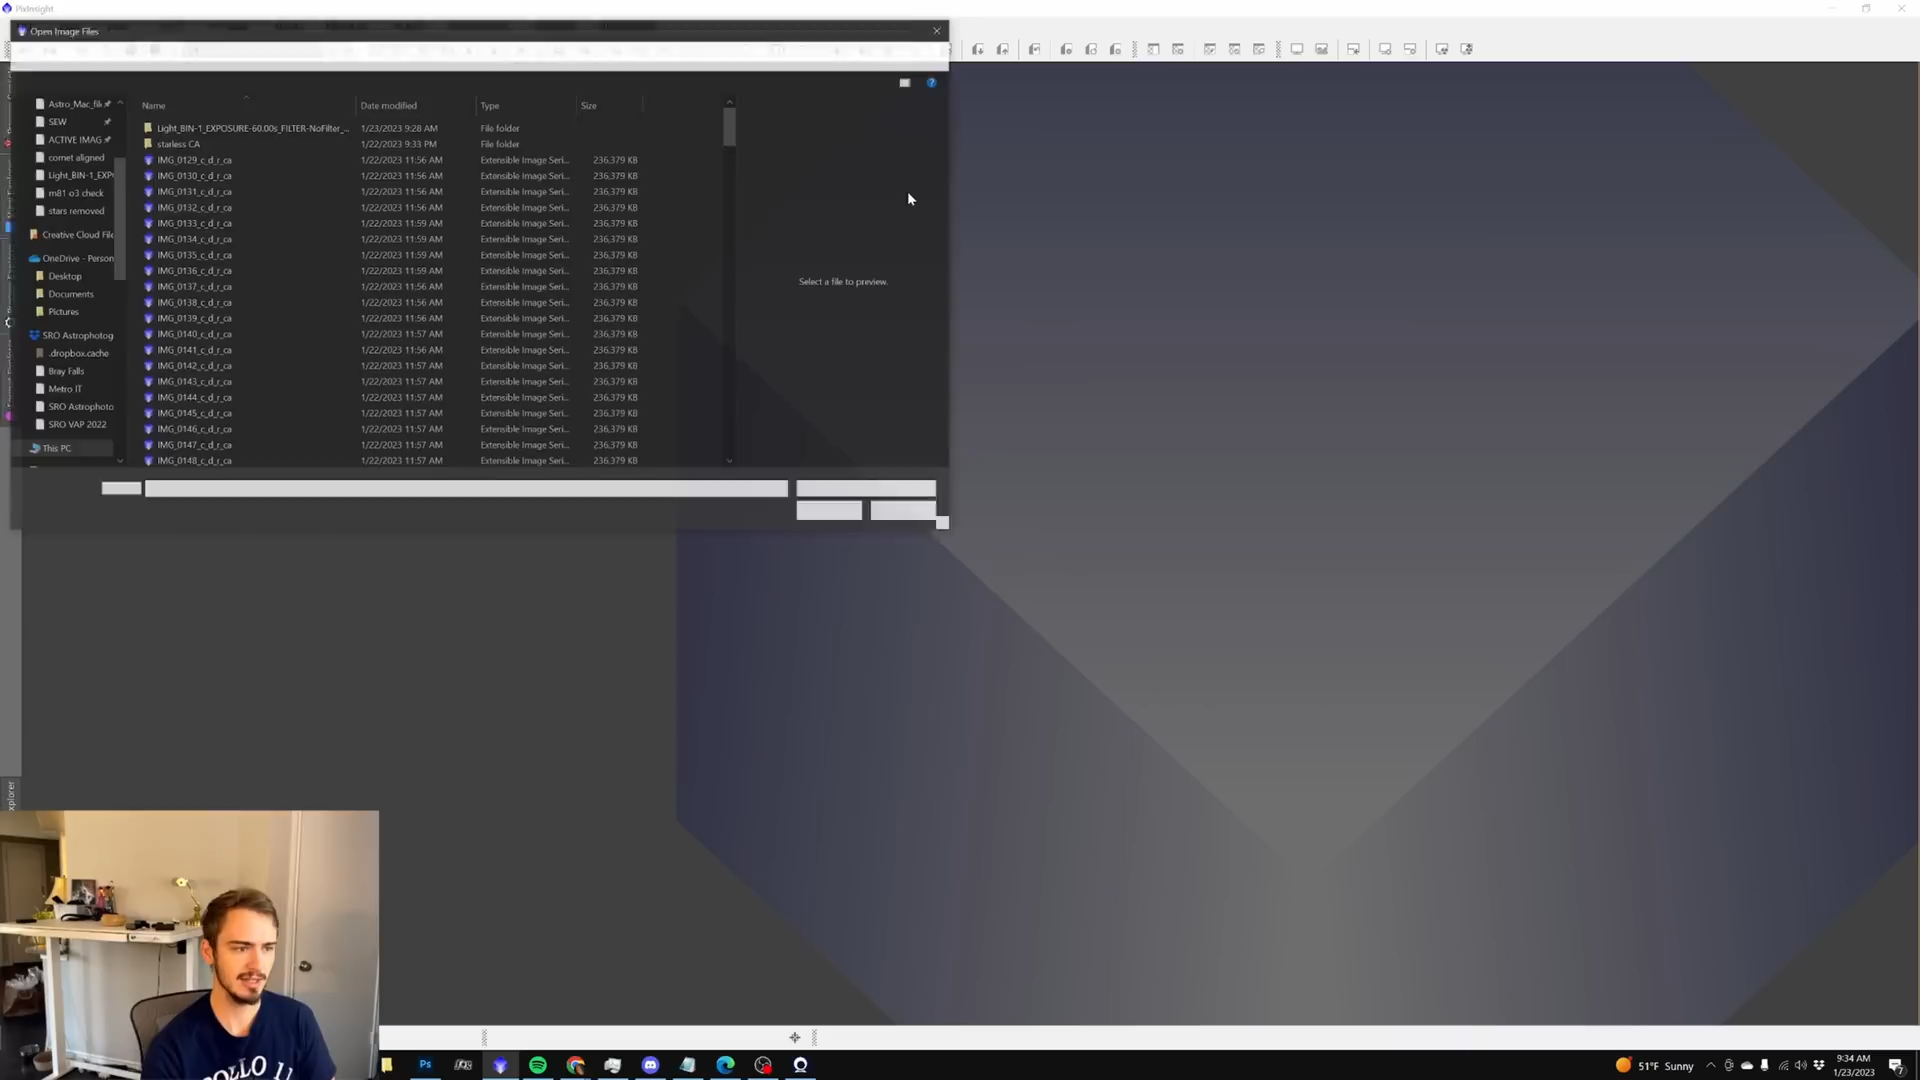 PixInsight
Open Image Files
Name
Date modified
Type
Size
Astro_Mac_fil
SEW
ACTIVE IMAG
comet aligned
Light_BIN-1_EXP
m81 o3 check
stars removed
Creative Cloud File
OneDrive - Person
Desktop
Documents
Pictures
SRO Astrophotog
.dropbox.cache
Bray Falls
Metro IT
SRO Astrophoto
SRO VAP 2022
This PC
Light_BIN-1_EXPOSURE-60.00s_FILTER-NoFilter_... 1/23/2023 9:28 AM File folder
starless CA 1/22/2023 9:33 PM File folder
IMG_0129_c_d_r_ca 1/22/2023 11:56 AM Extensible Image Seri... 236,379 KB
IMG_0130_c_d_r_ca 1/22/2023 11:56 AM Extensible Image Seri... 236,379 KB
IMG_0131_c_d_r_ca 1/22/2023 11:56 AM Extensible Image Seri... 236,379 KB
IMG_0132_c_d_r_ca 1/22/2023 11:56 AM Extensible Image Seri... 236,379 KB
IMG_0133_c_d_r_ca 1/22/2023 11:59 AM Extensible Image Seri... 236,379 KB
IMG_0134_c_d_r_ca 1/22/2023 11:59 AM Extensible Image Seri... 236,379 KB
IMG_0135_c_d_r_ca 1/22/2023 11:59 AM Extensible Image Seri... 236,379 KB
IMG_0136_c_d_r_ca 1/22/2023 11:59 AM Extensible Image Seri... 236,379 KB
IMG_0137_c_d_r_ca 1/22/2023 11:59 AM Extensible Image Seri... 236,379 KB
IMG_0138_c_d_r_ca 1/22/2023 11:59 AM Extensible Image Seri... 236,379 KB
IMG_0139_c_d_r_ca 1/22/2023 11:59 AM Extensible Image Seri... 236,379 KB
IMG_0140_c_d_r_ca 1/22/2023 11:57 AM Extensible Image Seri... 236,379 KB
IMG_0141_c_d_r_ca 1/22/2023 11:57 AM Extensible Image Seri... 236,379 KB
IMG_0142_c_d_r_ca 1/22/2023 11:57 AM Extensible Image Seri... 236,379 KB
IMG_0143_c_d_r_ca 1/22/2023 11:57 AM Extensible Image Seri... 236,379 KB
IMG_0144_c_d_r_ca 1/22/2023 11:57 AM Extensible Image Seri... 236,379 KB
IMG_0145_c_d_r_ca 1/22/2023 11:57 AM Extensible Image Seri... 236,379 KB
IMG_0146_c_d_r_ca 1/22/2023 11:57 AM Extensible Image Seri... 236,379 KB
IMG_0147_c_d_r_ca 1/22/2023 11:57 AM Extensible Image Seri... 236,379 KB
IMG_0148_c_d_r_ca 1/22/2023 11:57 AM Extensible Image Seri... 236,379 KB
Select a file to preview.
explorer
OLLO 11
Ps
51°F Sunny
9:34 AM
1/23/2023